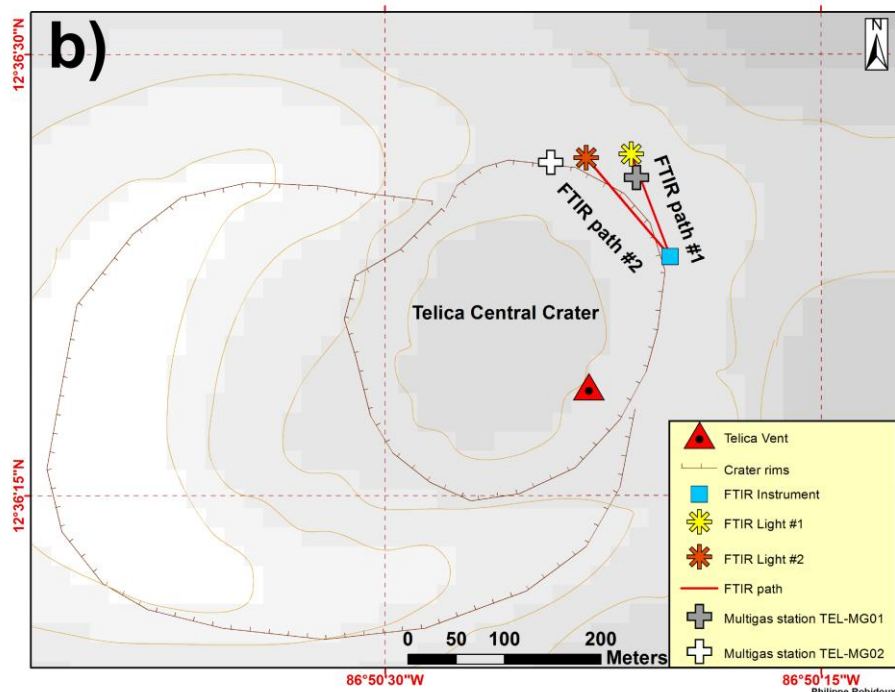 b)
N
12°36'30"N
12°36'15"N
FTIR path #1
FTIR path #2
Telica Central Crater
Telica Vent
Crater rims
FTIR Instrument
FTIR Light #1
FTIR Light #2
FTIR path
Multigas station TEL-MG01
Multigas station TEL-MG02
0 50 100 200
Meters
86°50'30"W
86°50'15"W
Philippe